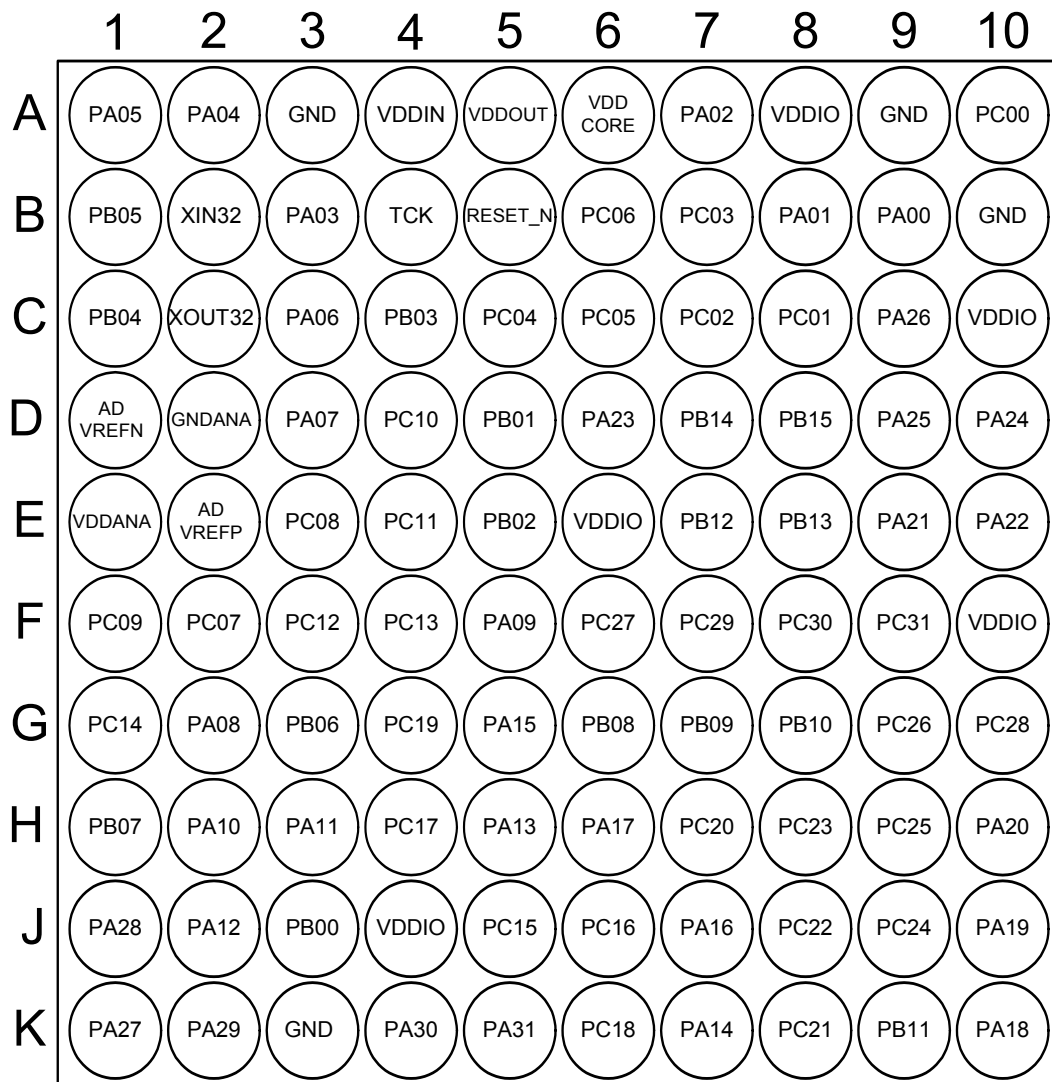 1 2 3 4 5 6 7 8 9 10
A PA05 PA04 GND VDDIN VDDOUT VDD CORE PA02 VDDIO GND PC00
B PB05 XIN32 PA03 TCK RESET_N PC06 PC03 PA01 PA00 GND
C PB04 XOUT32 PA06 PB03 PC04 PC05 PC02 PC01 PA26 VDDIO
D AD VREFN GNDANA PA07 PC10 PB01 PA23 PB14 PB15 PA25 PA24
E VDDANA AD VREFP PC08 PC11 PB02 VDDIO PB12 PB13 PA21 PA22
F PC09 PC07 PC12 PC13 PA09 PC27 PC29 PC30 PC31 VDDIO
G PC14 PA08 PB06 PC19 PA15 PB08 PB09 PB10 PC26 PC28
H PB07 PA10 PA11 PC17 PA13 PA17 PC20 PC23 PC25 PA20
J PA28 PA12 PB00 VDDIO PC15 PC16 PA16 PC22 PC24 PA19
K PA27 PA29 GND PA30 PA31 PC18 PA14 PC21 PB11 PA18